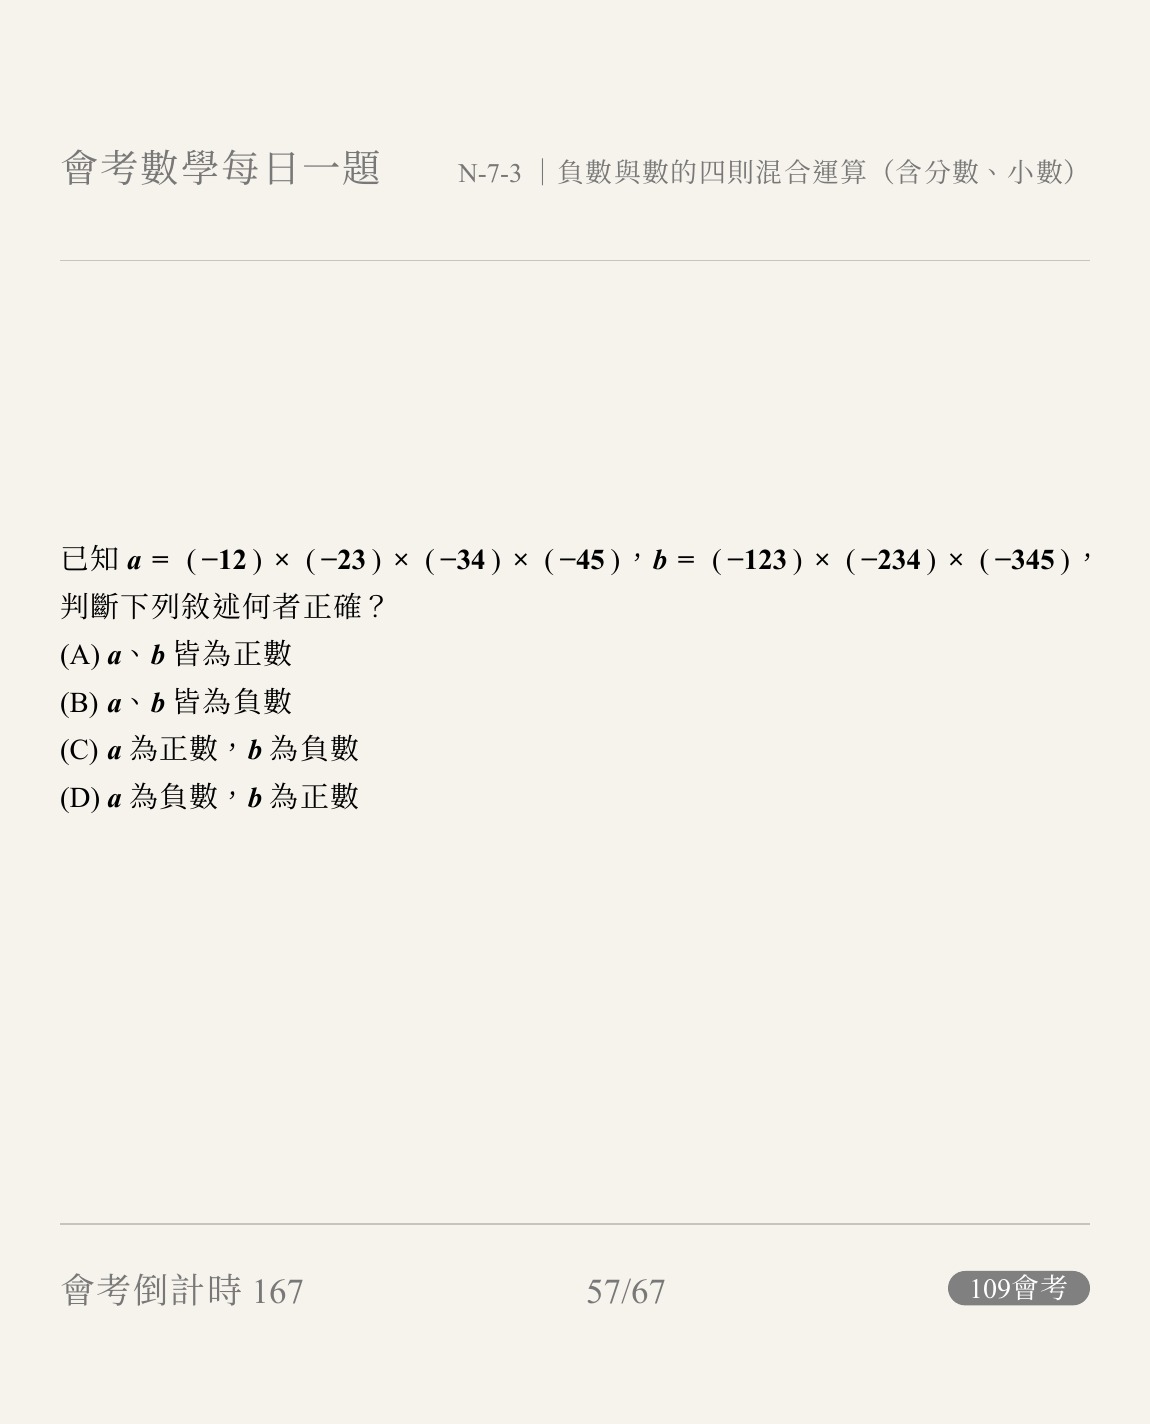 會考數學每日一題
N-7-3｜負數與數的四則混合運算（含分數、小數）
已知 a = (−12) × (−23) × (−34) × (−45)，b = (−123) × (−234) × (−345)，
判斷下列敘述何者正確？
(A) a、b 皆為正數
(B) a、b 皆為負數
(C) a 為正數，b 為負數
(D) a 為負數，b 為正數
會考倒計時 167
57/67
109會考